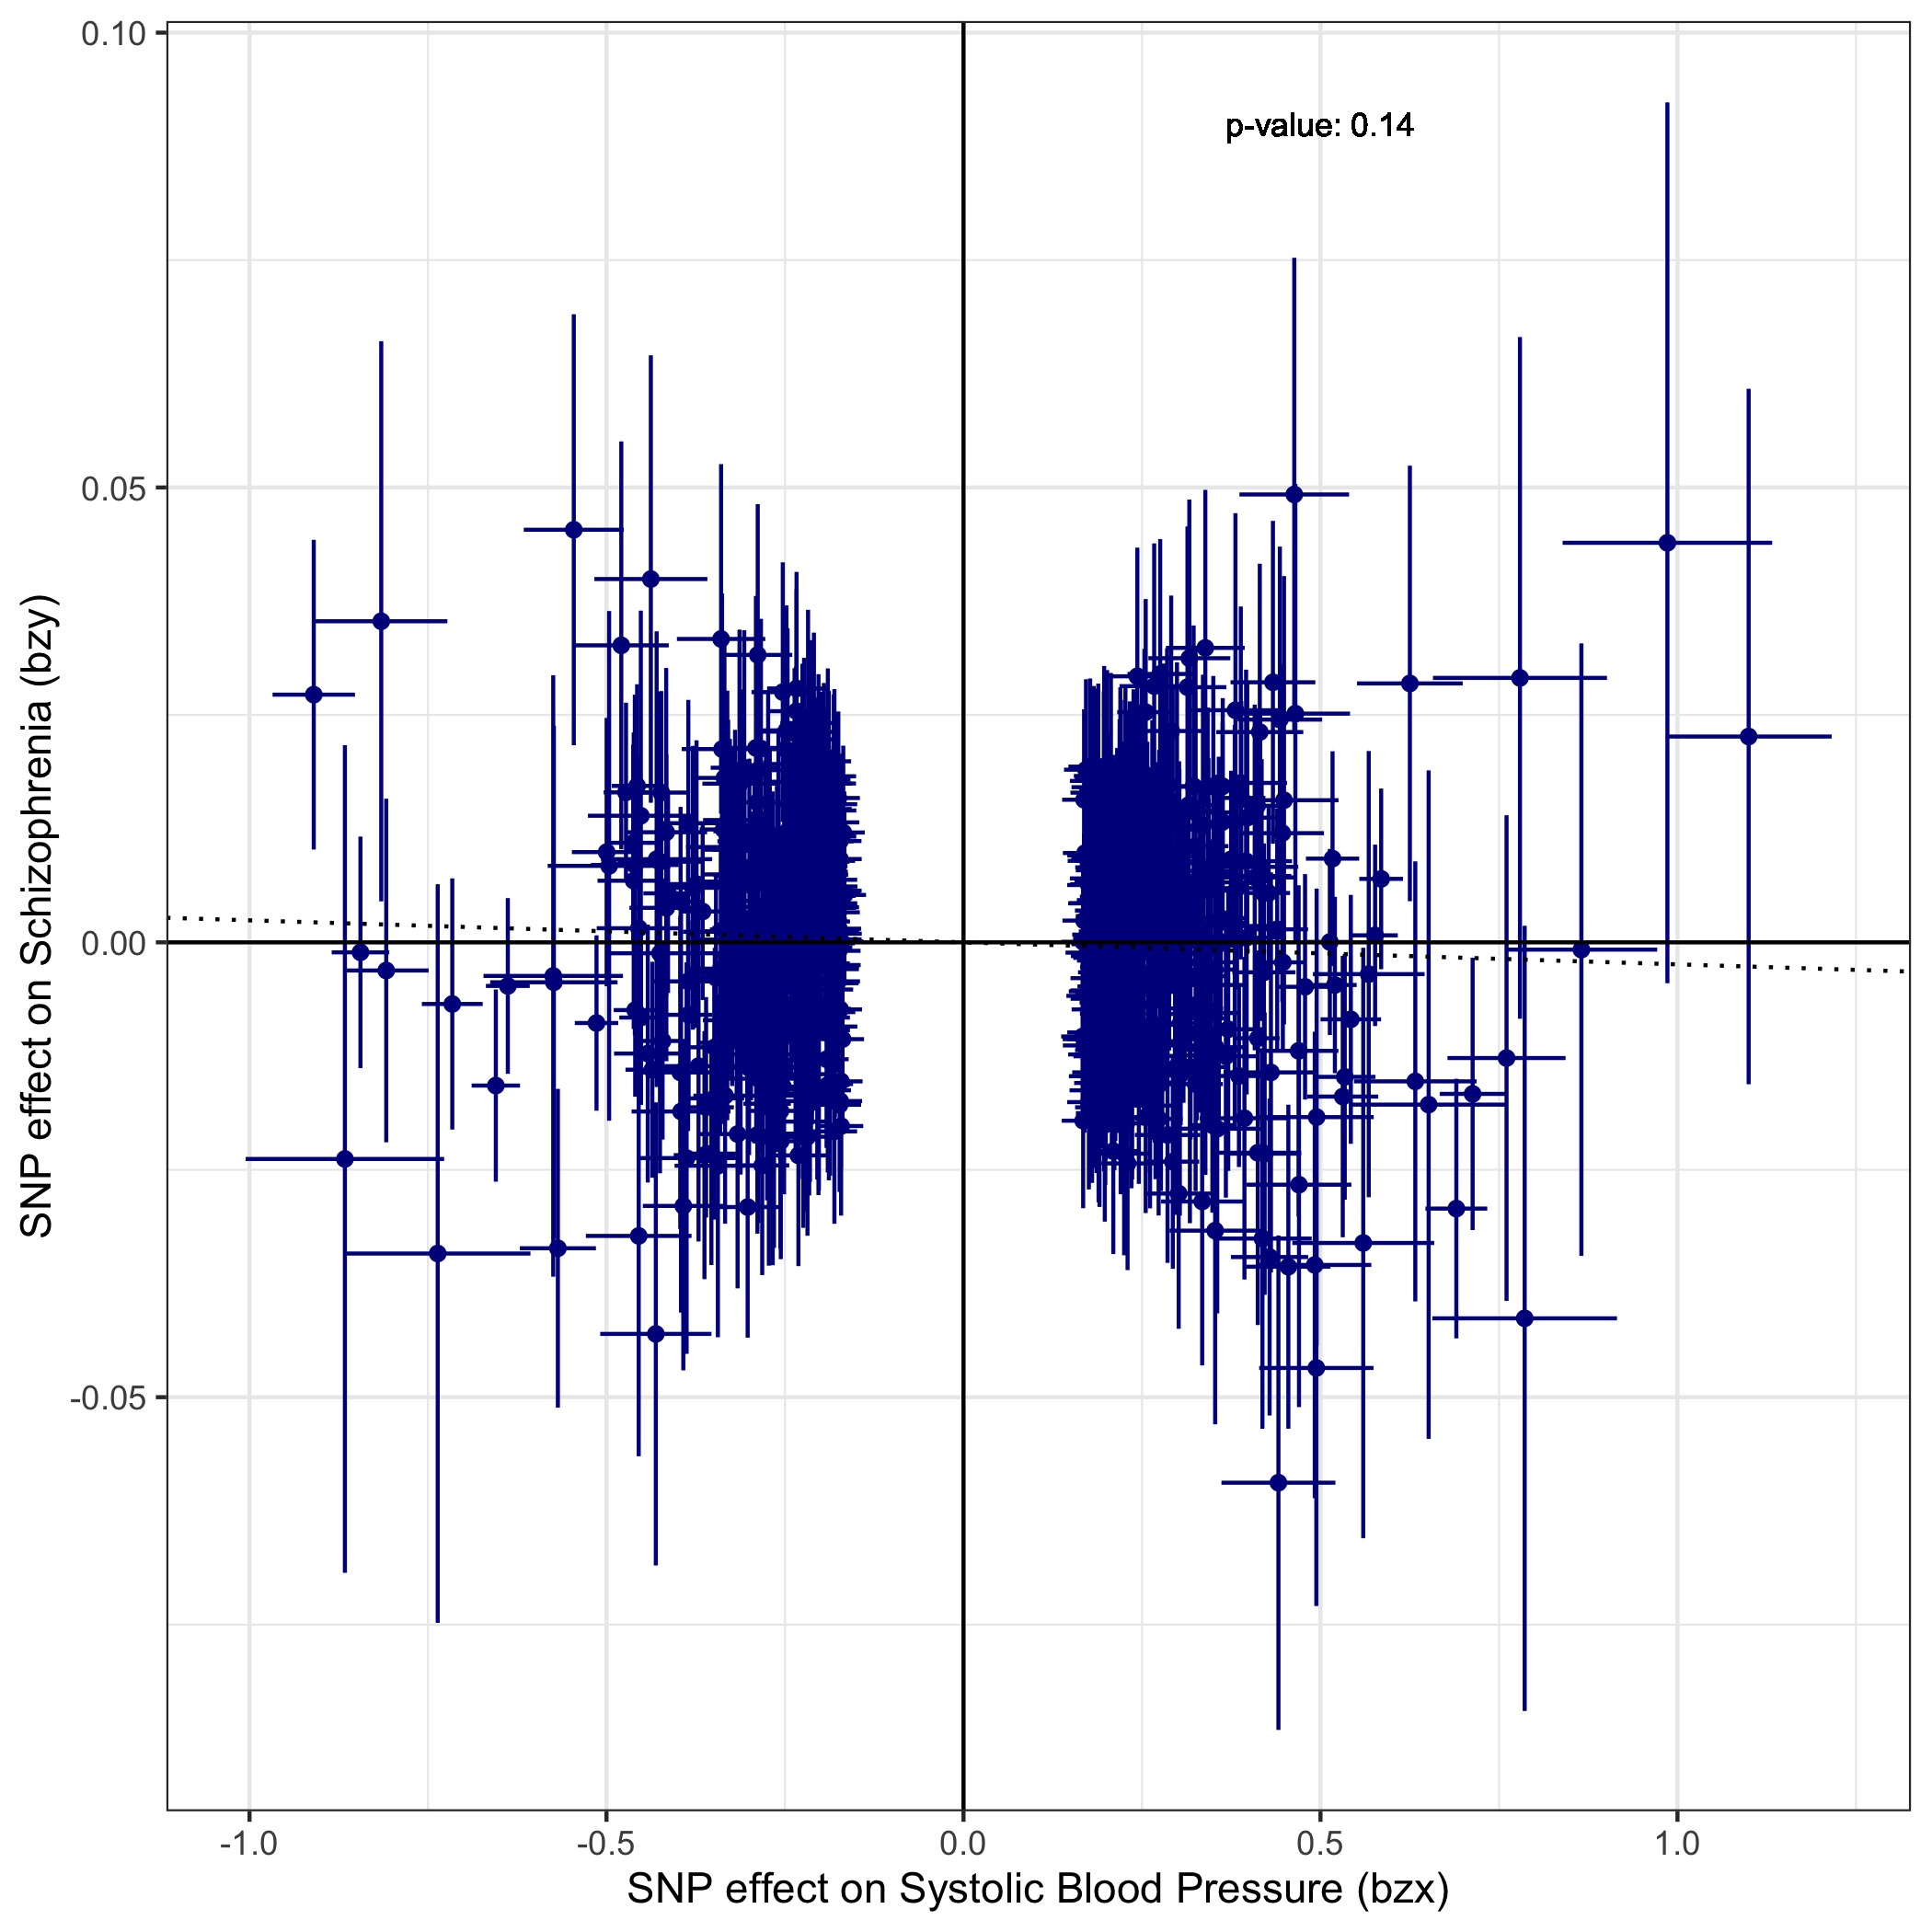 0.10
p-value: 0.14
0.05
0.00
-0.05
SNP effect on Schizophrenia (bzy)
-1.0 -0.5 0.0 0.5 1.0
SNP effect on Systolic Blood Pressure (bzx)